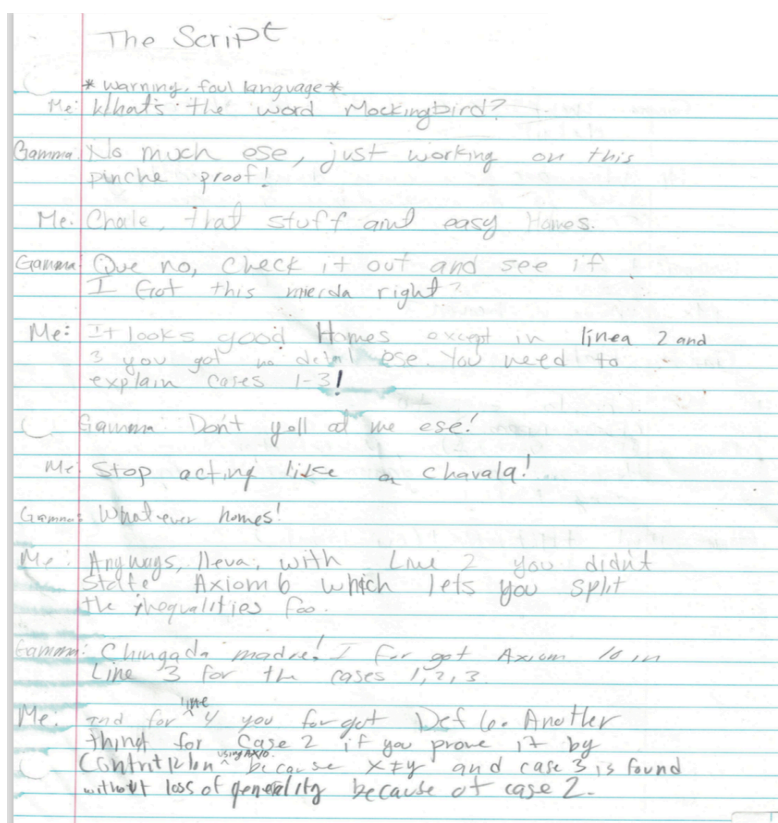 The Script
* Warning, foul language *
Me: What's the word Mockingbird?
Gamma: No much ese, just working on this
pinche proof!
Me: Chale, that stuff aint easy Homes.
Gamma: Que no, check it out and see if
I Got this mierda right?
Me: It looks good Homes except in linea 2 and
3 you got no detail ese. You need to
explain cases 1-3!
Gamma: Don't yell at me ese!
Me: Stop acting like a chavala!
Gamma: Whatever homes!
Me: Anyways, lleva, with Line 2 you didn't
state Axiom 6 which lets you split
the inequalities foo.
Gamma: Chingada madre! I forgot Axiom 10 in
Line 3 for the cases 1,2,3.
Me: and for line 4 you forgot Def 6. Another
thing for Case 2 if you prove it by
using because x≠y and case 3 is found
without loss of generality because of case 2.